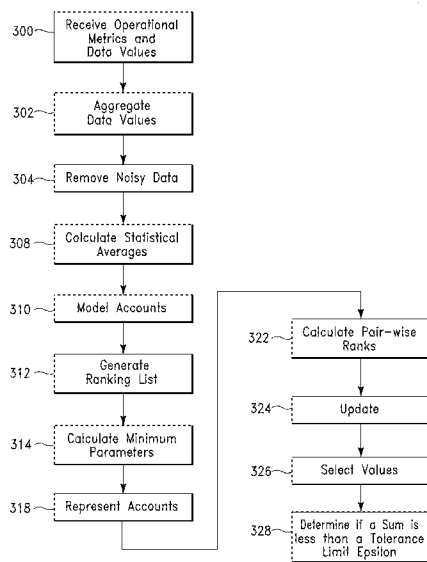 300
Receive Operational
Metrics and
Data Values
302
Aggregate
Data Values
304
Remove Noisy Data
308
Calculate Statistical
Averages
310
Model Accounts
312
Generate
Ranking List
314
Calculate Minimum
Parameters
318
Represent Accounts
322
Calculate Pair-wise
Ranks
324
Update
326
Select Values
328
Determine if a Sum is
less than a Tolerance
Limit Epsilon